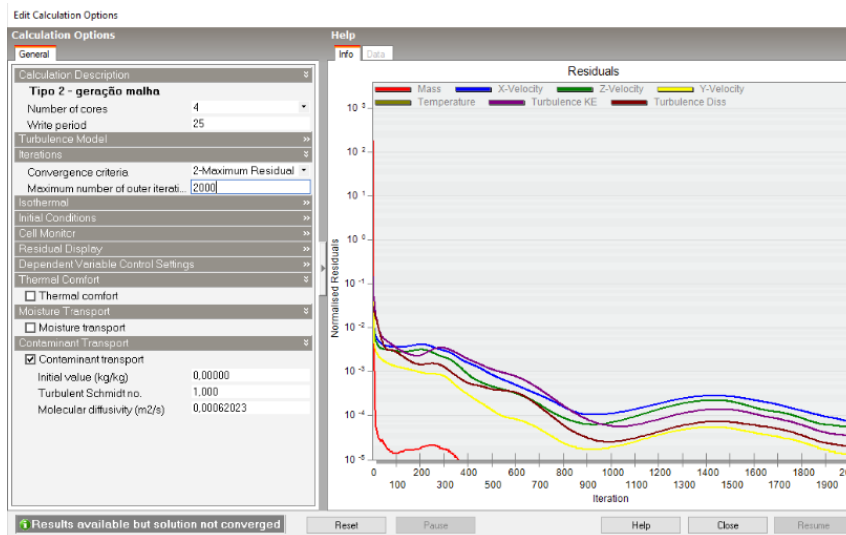 Edit Calculation Options
Calculation Options
General
Calculation Description
Tipo 2 - geração malha
Number of cores 4
Write period 25
Turbulence Model
Iterations
Convergence criteria 2-Maximum Residual
Maximum number of outer iterati... 2000
Isothermal
Initial Conditions
Cell Monitor
Residual Display
Dependent Variable Control Settings
Thermal Comfort
Thermal comfort
Moisture Transport
Moisture transport
Contaminant Transport
Contaminant transport
Initial value (kg/kg) 0,00000
Turbulent Schmidt no. 1,000
Molecular diffusivity (m2/s) 0,00062023
Results available but solution not converged
Help
Info Data
Residuals
Mass X-Velocity Z-Velocity Y-Velocity
Temperature Turbulence KE Turbulence Diss
10 3
10 2
10 1
10 0
10 -1
10 -2
10 -3
10 -4
10 -5
Normalised Residuals
0 200 400 600 800 1000 1200 1400 1600 1800
100 300 500 700 900 1100 1300 1500 1700 1900
Iteration
Reset Pause Help Close Resume